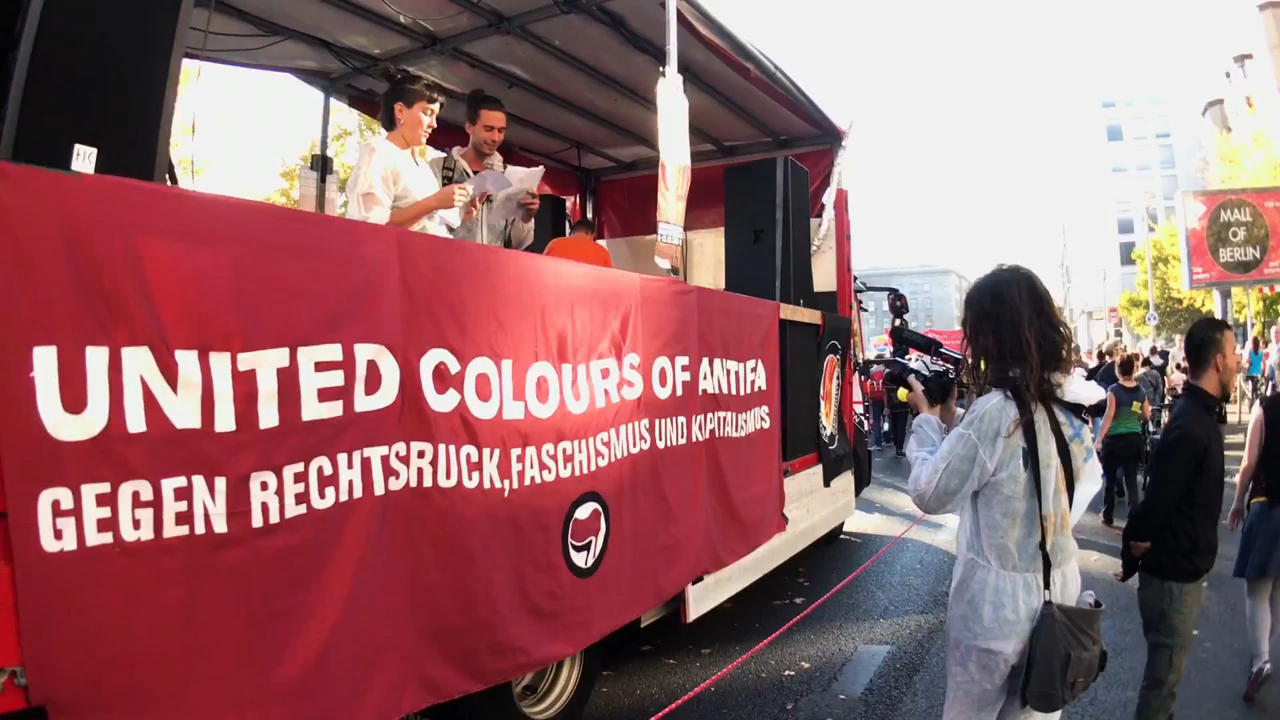 UNITED COLOURS OF ANTIFA
GEGEN RECHTSRUCK, FASCHISMUS UND KAPITALISMUS
MALL
OF
BERLIN